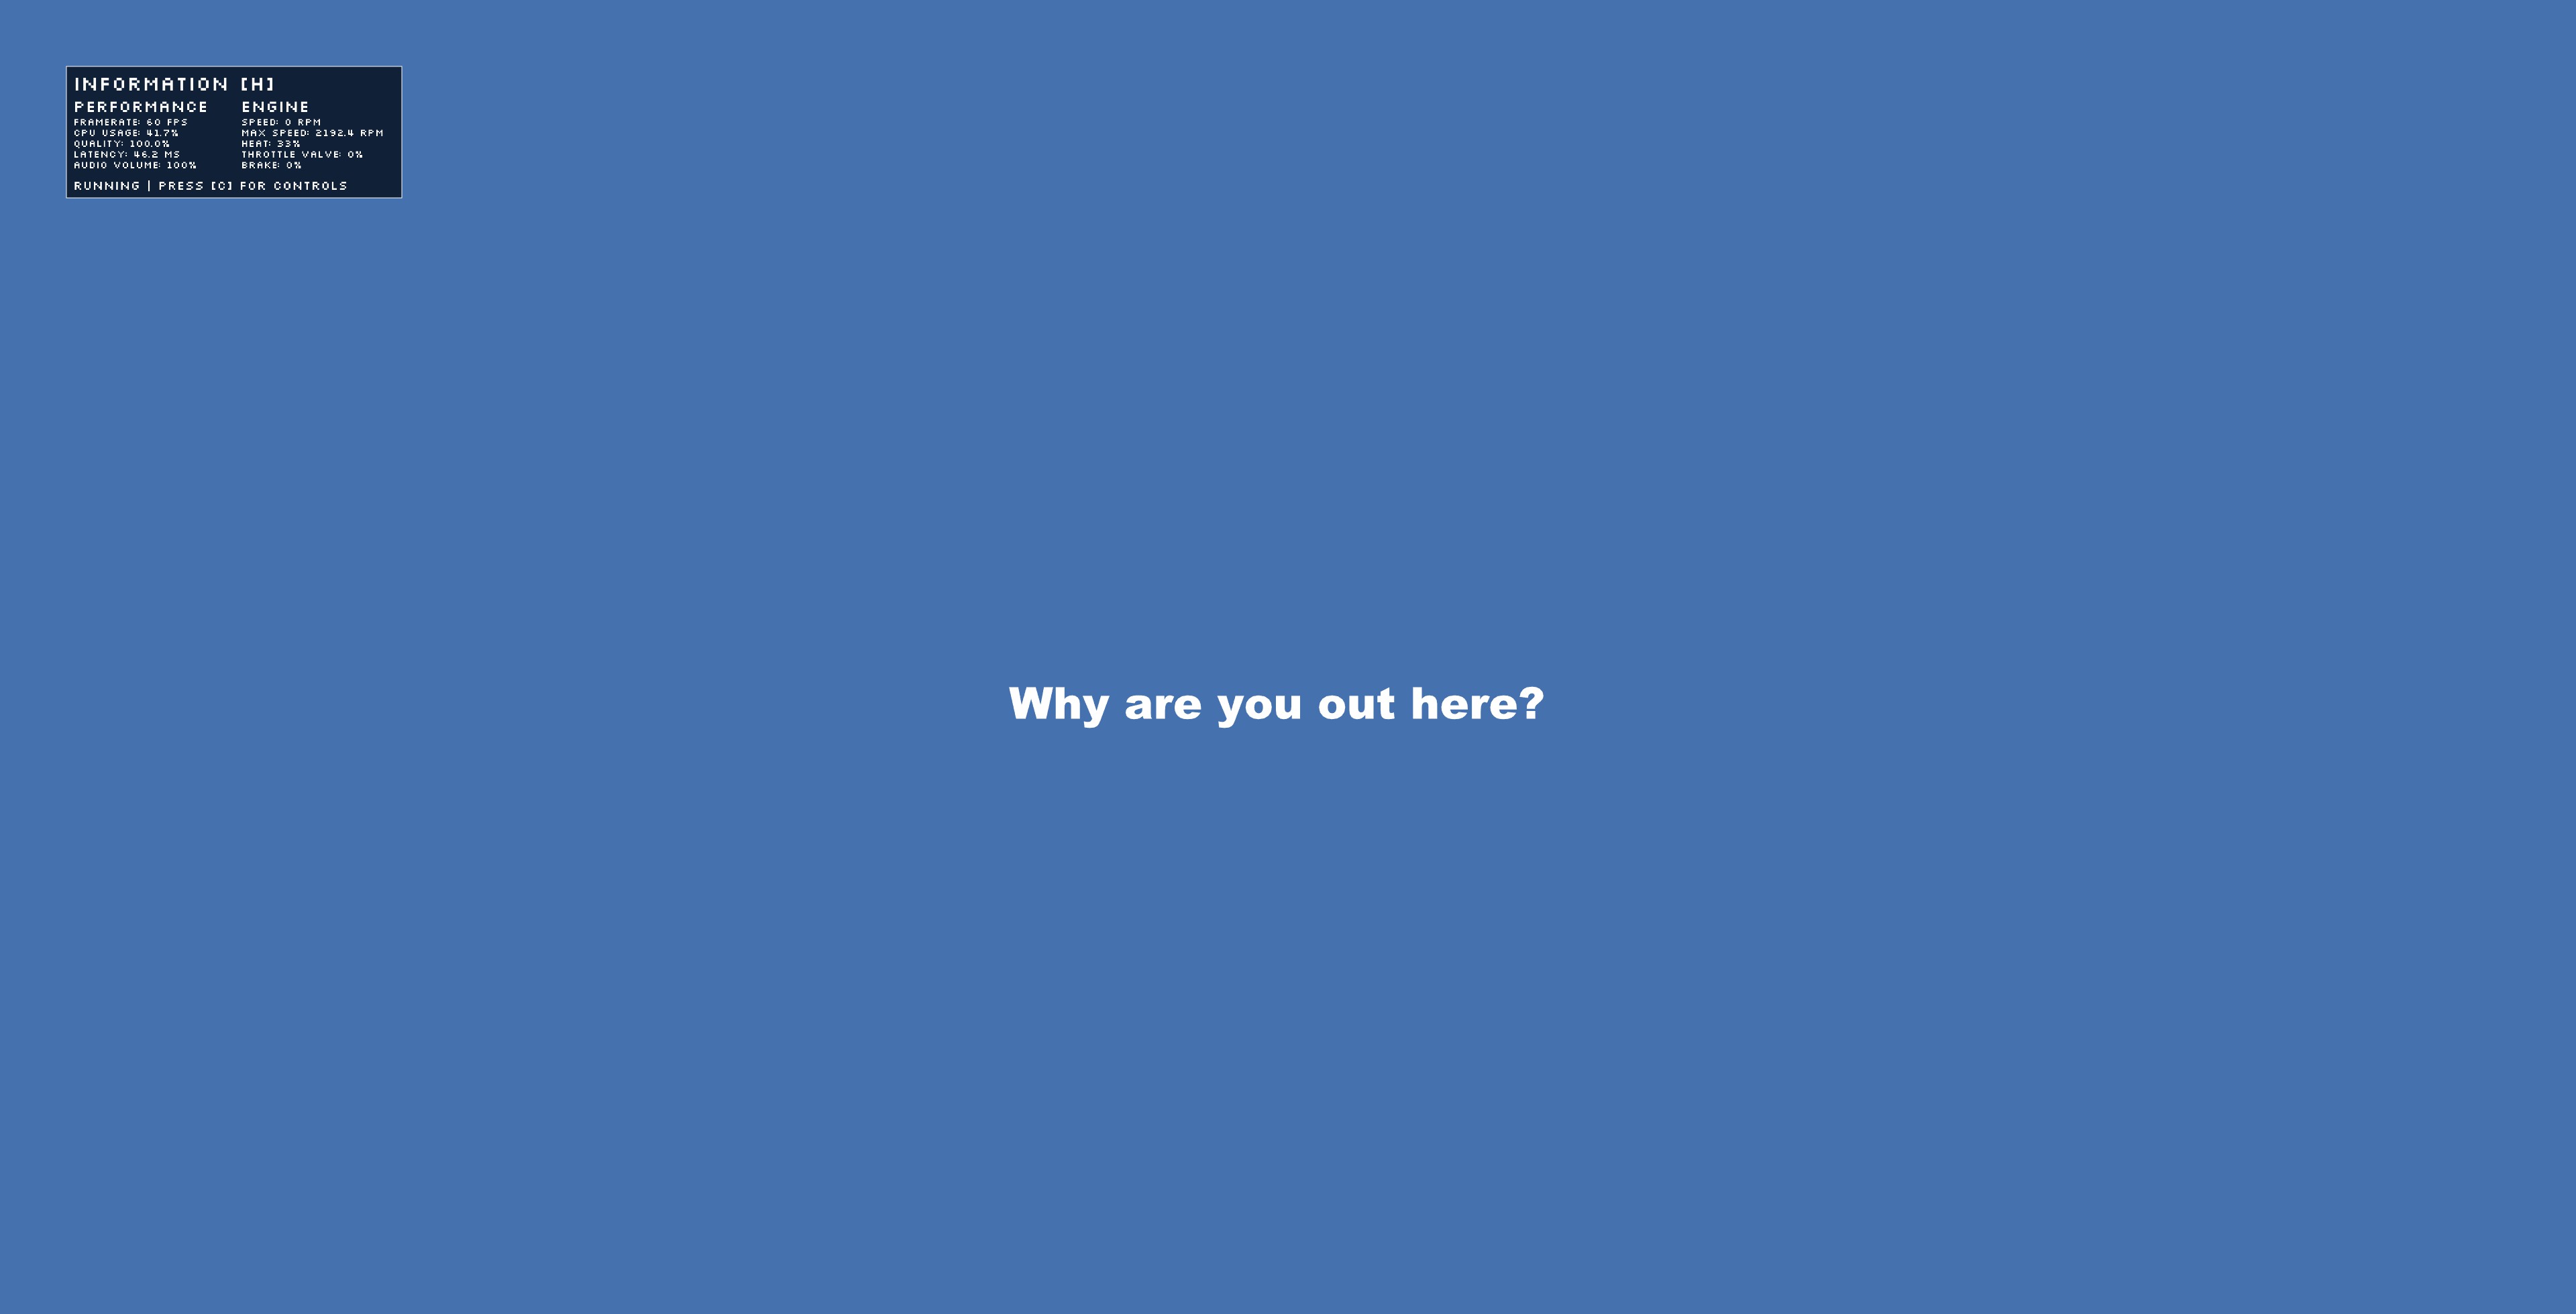 INFORMATION [H]
PERFORMANCE ENGINE
FRAMERATE: 60 FPS SPEED: 0 RPM
CPU USAGE: 41.7% MAX SPEED: 2192.4 RPM
QUALITY: 100.0% HEAT: 33%
LATENCY: 46.2 MS THROTTLE VALVE: 0%
AUDIO VOLUME: 100% BRAKE: 0%
RUNNING | PRESS [C] FOR CONTROLS
Why are you out here?